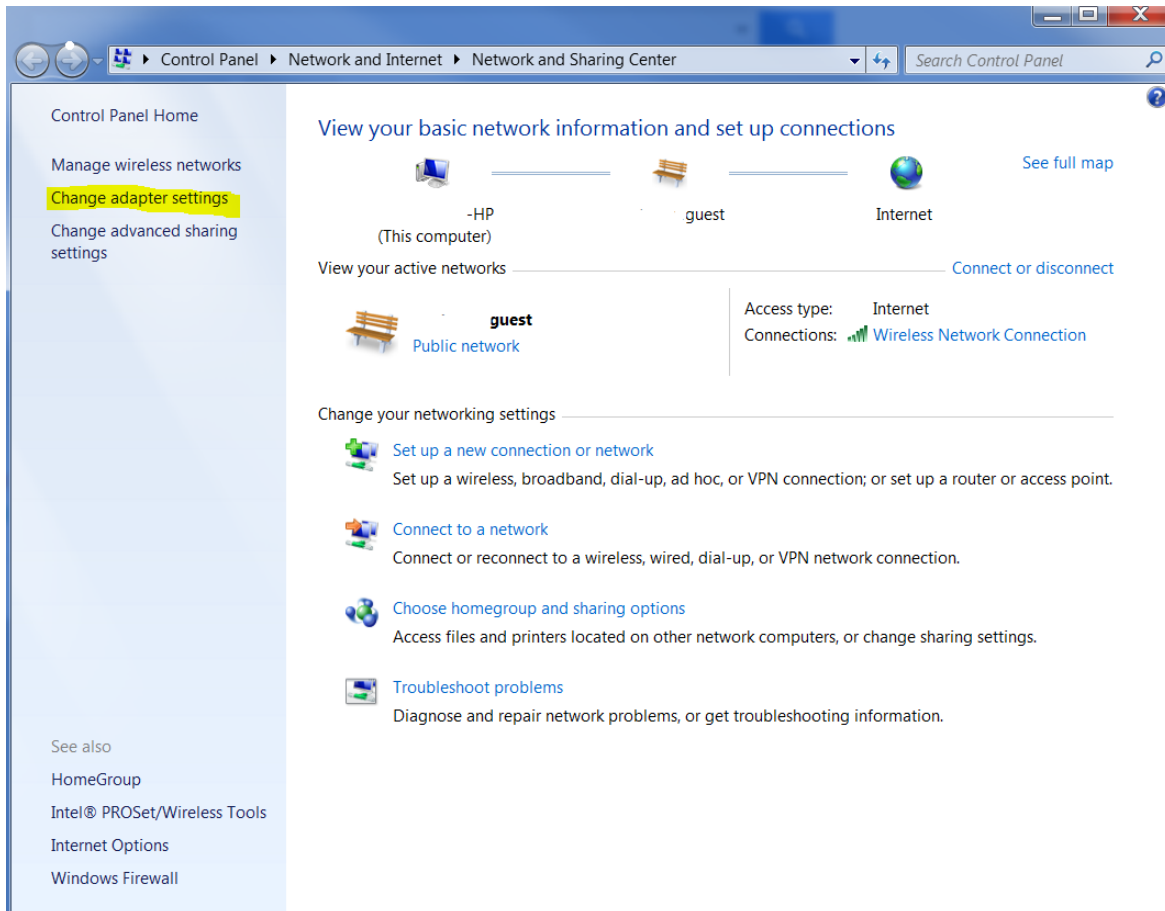 Control Panel ▸ Network and Internet ▸ Network and Sharing Center
Search Control Panel
Control Panel Home
Manage wireless networks
Change adapter settings
Change advanced sharing
settings
See also
HomeGroup
Intel® PROSet/Wireless Tools
Internet Options
Windows Firewall
View your basic network information and set up connections
See full map
-HP
(This computer)
guest
Internet
View your active networks
Connect or disconnect
guest
Public network
Access type: Internet
Connections: Wireless Network Connection
Change your networking settings
Set up a new connection or network
Set up a wireless, broadband, dial-up, ad hoc, or VPN connection; or set up a router or access point.
Connect to a network
Connect or reconnect to a wireless, wired, dial-up, or VPN network connection.
Choose homegroup and sharing options
Access files and printers located on other network computers, or change sharing settings.
Troubleshoot problems
Diagnose and repair network problems, or get troubleshooting information.